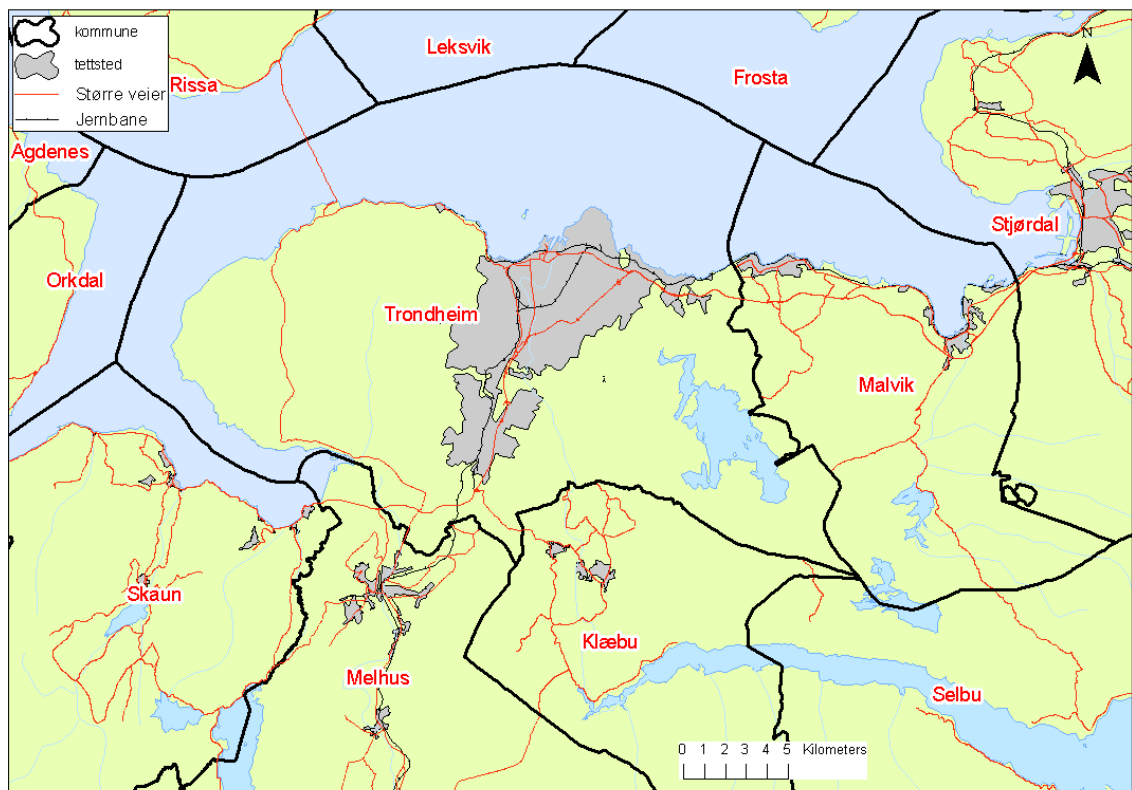 kommune
tettsted
Større veier
Jernbane
Leksvik
Frosta
Rissa
N
Agdenes
Stjørdal
Orkdal
Trondheim
Malvik
Skaun
Klæbu
Melhus
Selbu
0 1 2 3 4 5 Kilometers